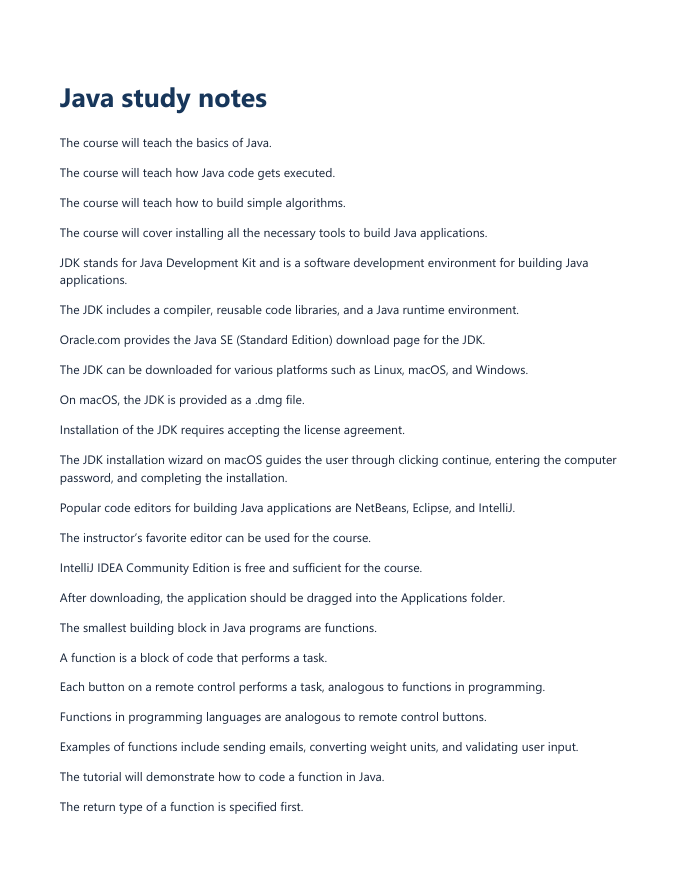 Java study notes
The course will teach the basics of Java.
The course will teach how Java code gets executed.
The course will teach how to build simple algorithms.
The course will cover installing all the necessary tools to build Java applications.
JDK stands for Java Development Kit and is a software development environment for building Java
applications.
The JDK includes a compiler, reusable code libraries, and a Java runtime environment.
Oracle.com provides the Java SE (Standard Edition) download page for the JDK.
The JDK can be downloaded for various platforms such as Linux, macOS, and Windows.
On macOS, the JDK is provided as a .dmg file.
Installation of the JDK requires accepting the license agreement.
The JDK installation wizard on macOS guides the user through clicking continue, entering the computer
password, and completing the installation.
Popular code editors for building Java applications are NetBeans, Eclipse, and IntelliJ.
The instructor’s favorite editor can be used for the course.
IntelliJ IDEA Community Edition is free and sufficient for the course.
After downloading, the application should be dragged into the Applications folder.
The smallest building block in Java programs are functions.
A function is a block of code that performs a task.
Each button on a remote control performs a task, analogous to functions in programming.
Functions in programming languages are analogous to remote control buttons.
Examples of functions include sending emails, converting weight units, and validating user input.
The tutorial will demonstrate how to code a function in Java.
The return type of a function is specified first.